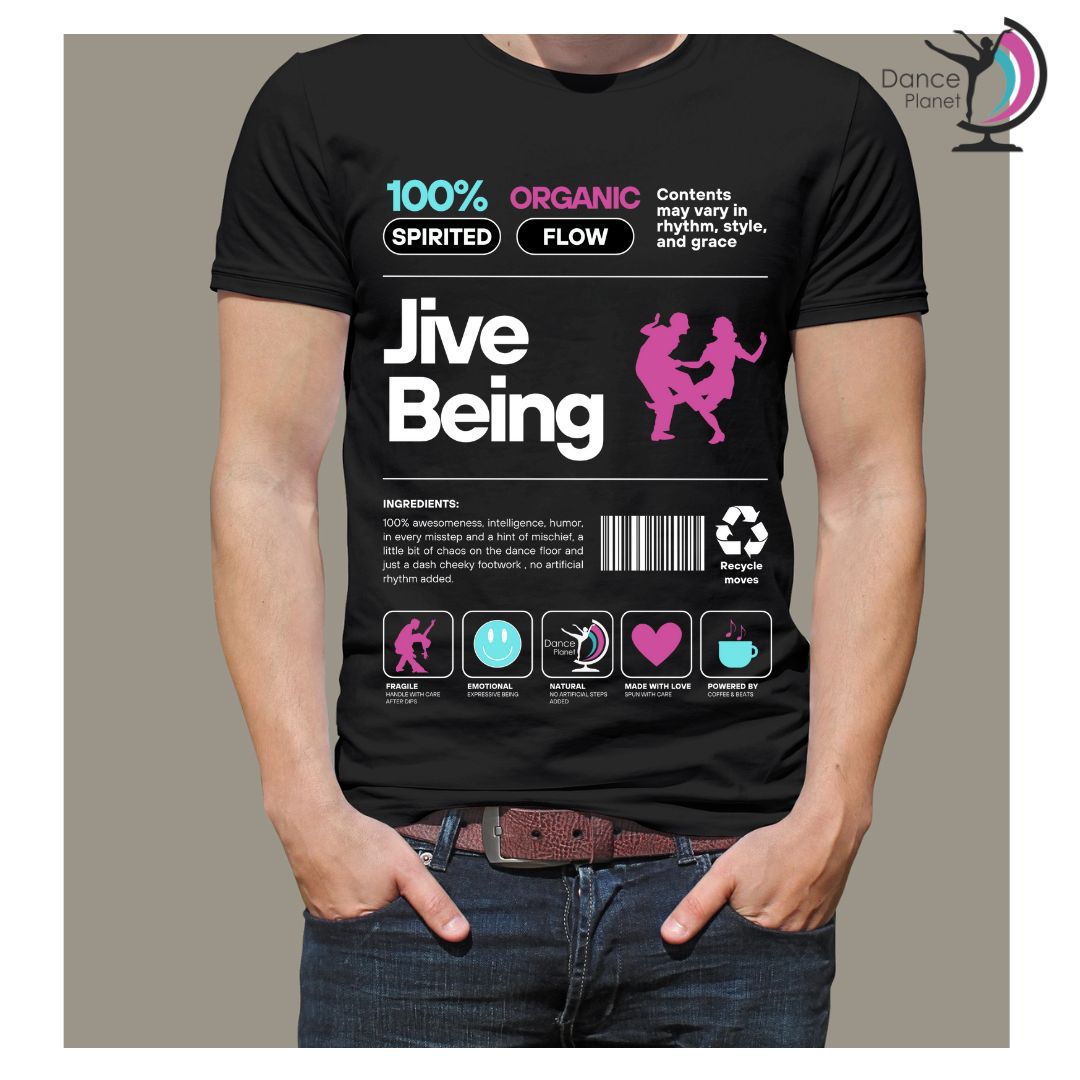 Dance
Planet
100% ORGANIC
SPIRITED FLOW
Contents
may vary in
rhythm, style,
and grace
Jive
Being
INGREDIENTS:
100% awesomeness, intelligence, humor,
in every misstep and a hint of mischief, a
little bit of chaos on the dance floor and
just a dash cheeky footwork , no artificial
rhythm added.
Recycle
moves
Dance
Planet
FRAGILE
HANDLE WITH CARE
AFTER DIPS
EMOTIONAL
EXPRESSIVE BEING
NATURAL
NO ARTIFICIAL STEPS
ADDED
MADE WITH LOVE
SPUN WITH CARE
POWERED BY
COFFEE & BEATS